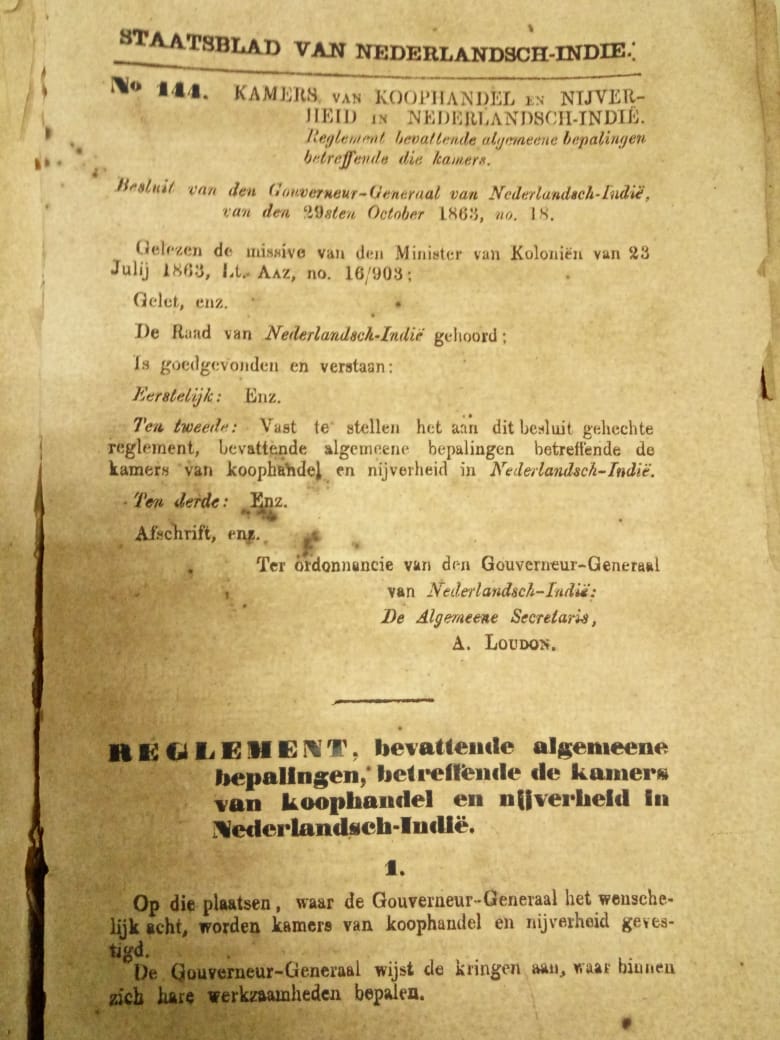 STAATSBLAD VAN NEDERLANDSCH-INDIE.
No 144. KAMERS VAN KOOPHANDEL EN NIJVER-
HEID IN NEDERLANDSCH-INDIË.
Reglement bevattende algemeene bepalingen
betreffende die kamers.
Besluit van den Gouverneur-Generaal van Nederlandsch-Indië,
van den 29sten October 1863, no. 18.
Gelezen de missive van den Minister van Koloniën van 23
Julij 1863, Lt. AAZ, no. 16/903;
Gelet, enz.
De Raad van Nederlandsch-Indië gehoord;
Is goedgevonden en verstaan:
Eerstelijk: Enz.
Ten tweede: Vast te stellen het aan dit besluit gehechte
reglement, bevattende algemeene bepalingen betreffende de
kamers van koophandel en nijverheid in Nederlandsch-Indië.
Ten derde: Enz.
Afschrift, enz.
Ter ordonnancie van den Gouverneur-Generaal
van Nederlandsch-Indië:
De Algemeene Secretaris,
A. LOUDON.
REGLEMENT, bevattende algemeene
bepalingen, betreffende de kamers
van koophandel en nijverheid in
Nederlandsch-Indië.
1.
Op die plaatsen, waar de Gouverneur-Generaal het wensche-
lijk acht, worden kamers van koophandel en nijverheid geves-
tigd.
De Gouverneur-Generaal wijst de kringen aan, waar binnen
zich hare werkzaamheden bepalen.